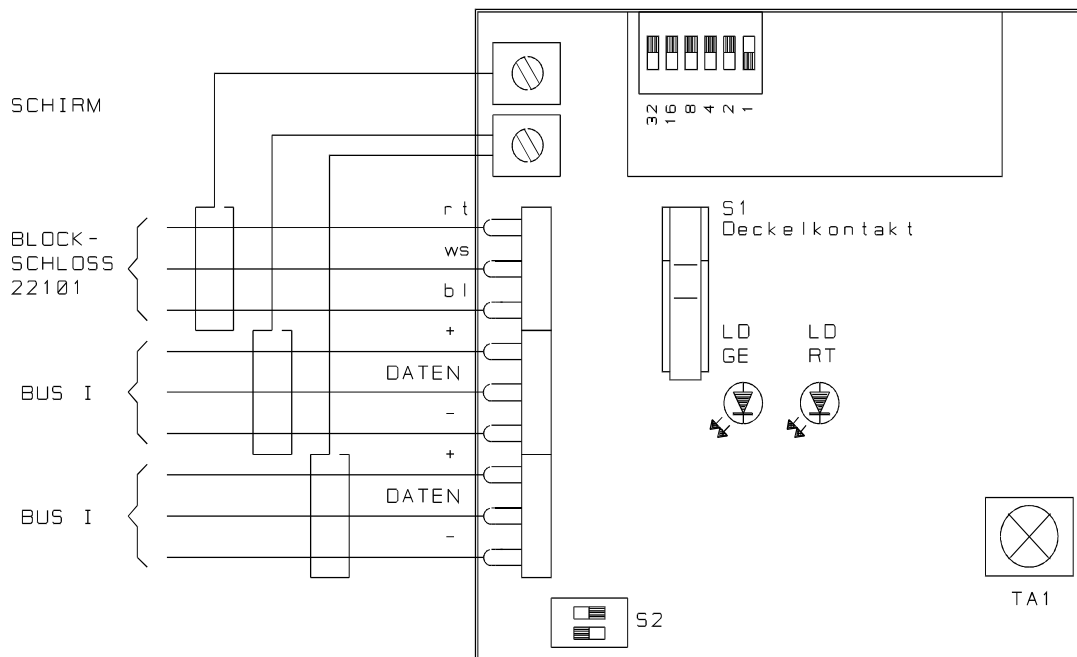 SCHIRM
BLOCK-
SCHLOSS
22101
BUS I
BUS I
rt
ws
bl
+
DATEN
-
+
DATEN
-
32
16
8
4
2
1
S1
Deckelkontakt
LD
GE
LD
RT
TA1
S2